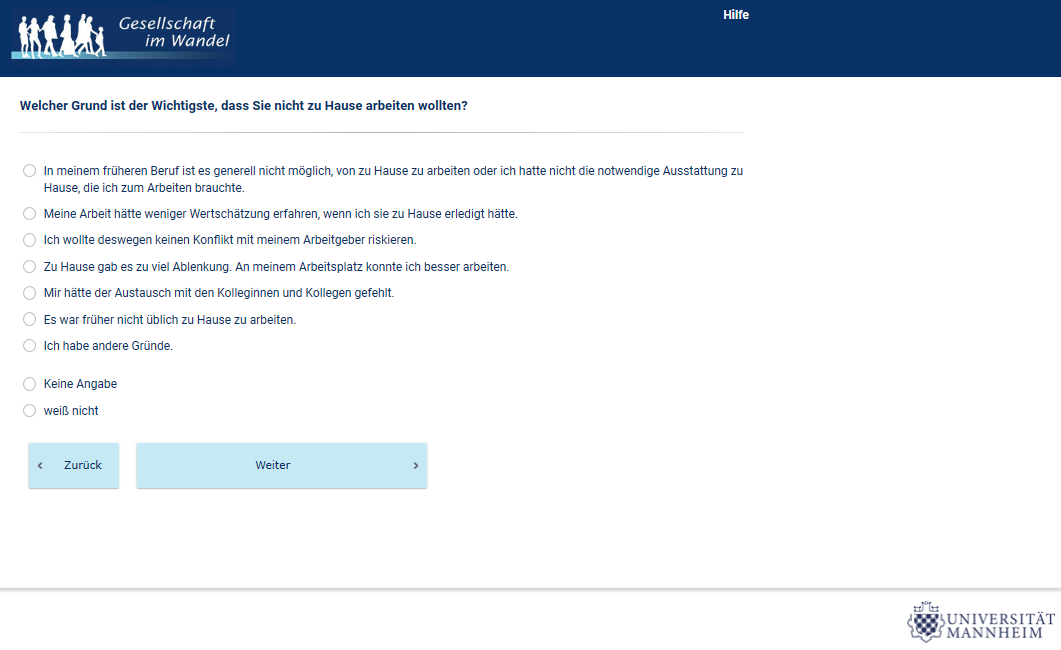 Gesellschaft
im Wandel
Hilfe
Welcher Grund ist der Wichtigste, dass Sie nicht zu Hause arbeiten wollten?
In meinem früheren Beruf ist es generell nicht möglich, von zu Hause zu arbeiten oder ich hatte nicht die notwendige Ausstattung zu
Hause, die ich zum Arbeiten brauchte.
Meine Arbeit hätte weniger Wertschätzung erfahren, wenn ich sie zu Hause erledigt hätte.
Ich wollte deswegen keinen Konflikt mit meinem Arbeitgeber riskieren.
Zu Hause gab es zu viel Ablenkung. An meinem Arbeitsplatz konnte ich besser arbeiten.
Mir hätte der Austausch mit den Kolleginnen und Kollegen gefehlt.
Es war früher nicht üblich zu Hause zu arbeiten.
Ich habe andere Gründe.
Keine Angabe
weiß nicht
‹ Zurück
Weiter ›
UNIVERSITÄT
MANNHEIM